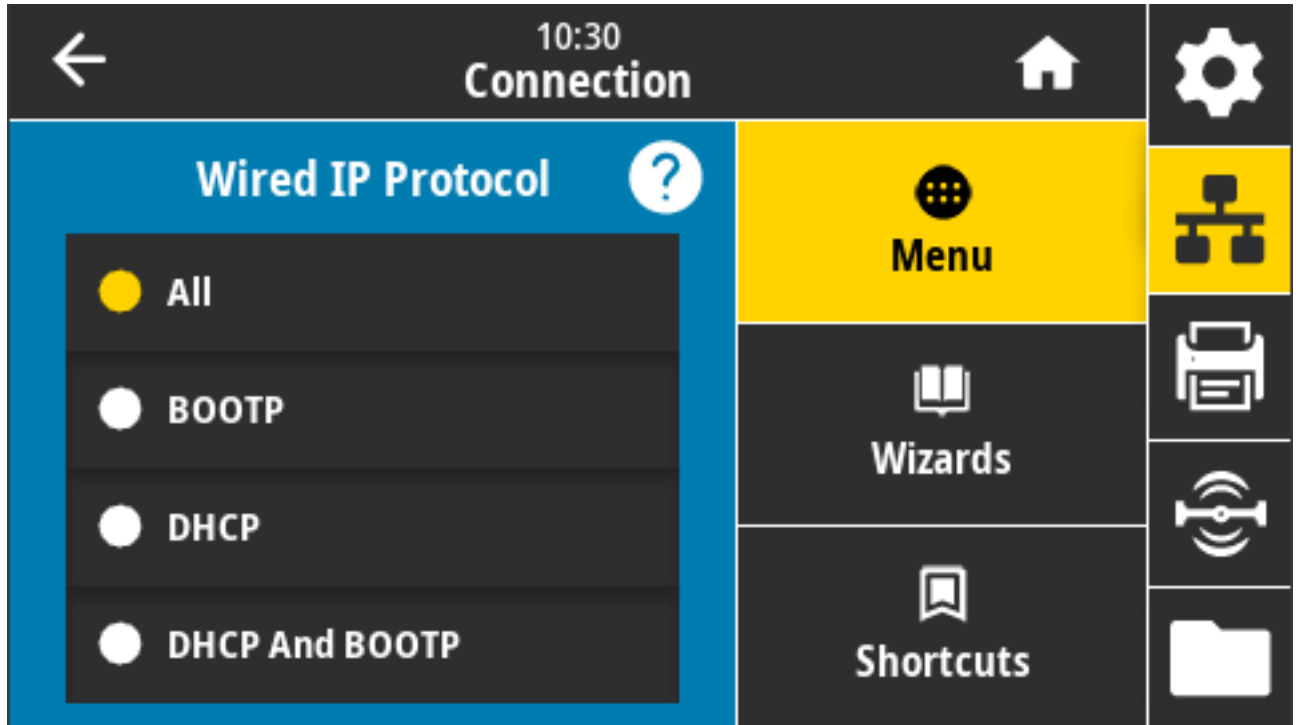 10:30
Connection
Wired IP Protocol
?
All
BOOTP
DHCP
DHCP And BOOTP
Menu
Wizards
Shortcuts